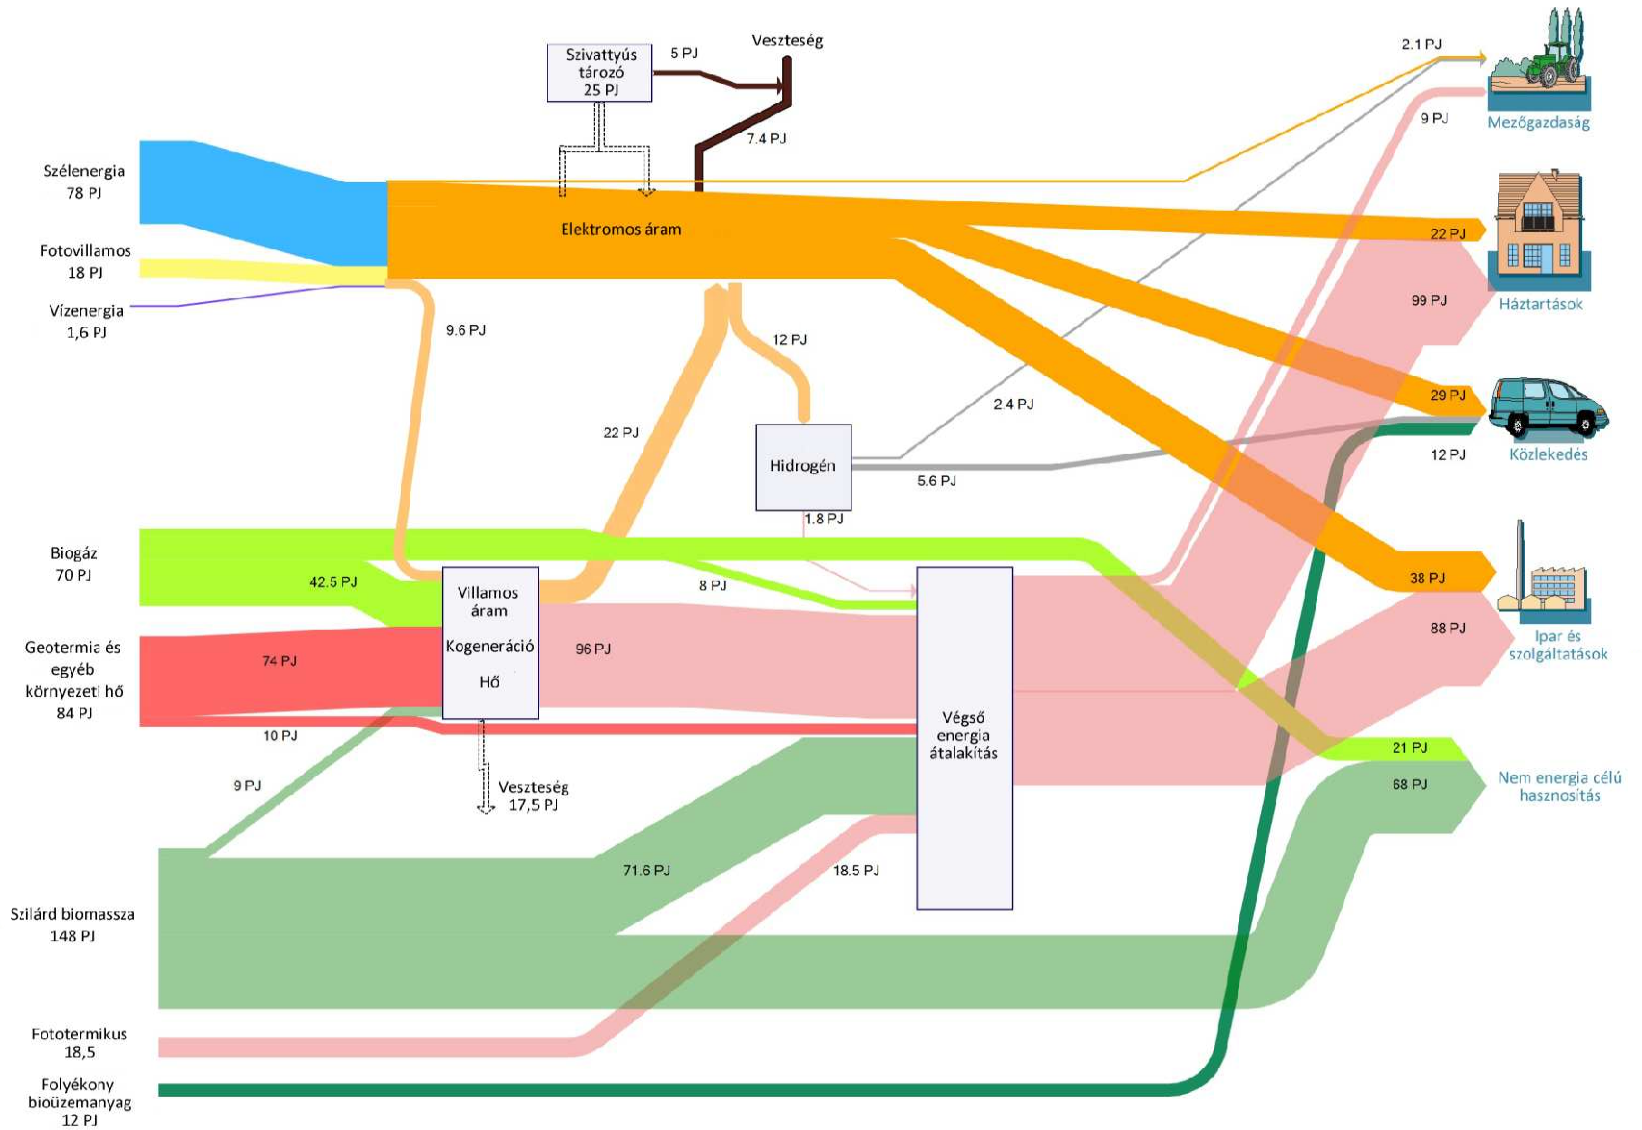 Szivattyús
tározó
25 PJ
5 PJ
Veszteség
7.4 PJ
2.1 PJ
9 PJ
Mezőgazdaság
Szélenergia
78 PJ
Fotovillamos
18 PJ
Vízenergia
1,6 PJ
Elektromos áram
9.6 PJ
12 PJ
22 PJ
22 PJ
99 PJ
Háztartások
2.4 PJ
29 PJ
12 PJ
Közlekedés
Hidrogén
5.6 PJ
1.8 PJ
Biogáz
70 PJ
42.5 PJ
Villamos
áram
Kogeneráció
Hő
8 PJ
38 PJ
88 PJ
Ipar és
szolgáltatások
Geotermia és
egyéb
környezeti hő
84 PJ
74 PJ
96 PJ
10 PJ
9 PJ
Veszteség
17,5 PJ
Végső
energia
átalakítás
21 PJ
68 PJ
Nem energia célú
hasznosítás
71.6 PJ
18.5 PJ
Szilárd biomassza
148 PJ
Fototermikus
18,5
Folyékony
bioüzemanyag
12 PJ